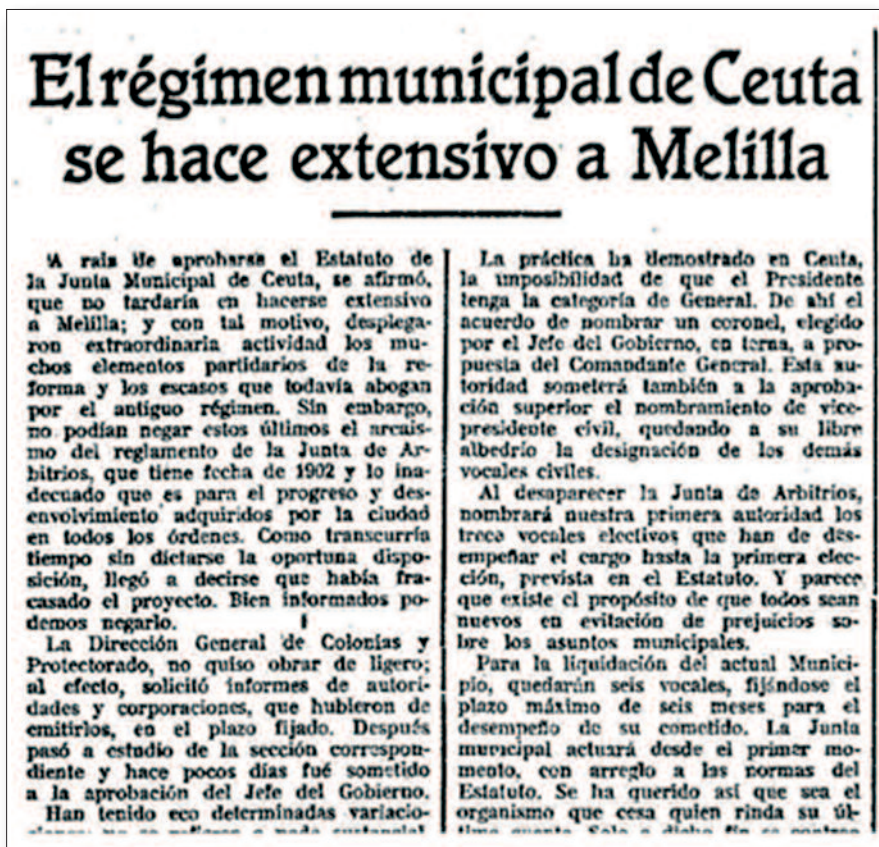 El régimen municipal de Ceuta
se hace extensivo a Melilla
A raíz de aprobarse el Estatuto de
la Junta Municipal de Ceuta, se afirmó,
que no tardaría en hacerse extensivo
a Melilla; y con tal motivo, desplega-
ron extraordinaria actividad los mu-
chos elementos partidarios de la re-
forma y los escasos que todavía abogan
por el antiguo régimen. Sin embargo,
no podían negar estos últimos el arcais-
mo del reglamento de la Junta de Ar-
bitrios, que tiene fecha de 1902 y lo ina-
decuado que es para el progreso y des-
envolvimiento adquiridos por la ciudad
en todos los órdenes. Como transcurría
tiempo sin dictarse la oportuna dispo-
sición, llegó a decirse que había fra-
casado el proyecto. Bien informados po-
demos negarlo.
La Dirección General de Colonias y
Protectorado, no quiso obrar de ligero;
al efecto, solicitó informes de autori-
dades y corporaciones, que hubieron de
emitirlos, en el plazo fijado. Después
pasó a estudio de la sección correspon-
diente y hace pocos días fué sometido
a la aprobación del Jefe del Gobierno.
Han tenido eco determinadas variacio-
La práctica ha demostrado en Ceuta,
la imposibilidad de que el Presidente
tenga la categoría de General. De ahí el
acuerdo de nombrar un coronel, elegido
por el Jefe del Gobierno, en terna, a pro-
puesta del Comandante General. Esta au-
toridad someterá también a la aproba-
ción superior el nombramiento de vice-
presidente civil, quedando a su libre
albedrío la designación de los demás
vocales civiles.
Al desaparecer la Junta de Arbitrios,
nombrará nuestra primera autoridad los
trece vocales electivos que han de des-
empeñar el cargo hasta la primera elec-
ción, prevista en el Estatuto. Y parece
que existe el propósito de que todos sean
nuevos en evitación de prejuicios so-
bre los asuntos municipales.
Para la liquidación del actual Munici-
pio, quedarán seis vocales, fijándose el
plazo máximo de seis meses para el
desempeño de su cometido. La Junta
municipal actuará desde el primer mo-
mento, con arreglo a las normas del
Estatuto. Se ha querido así que sea el
organismo que cesa quien rinda su úl-